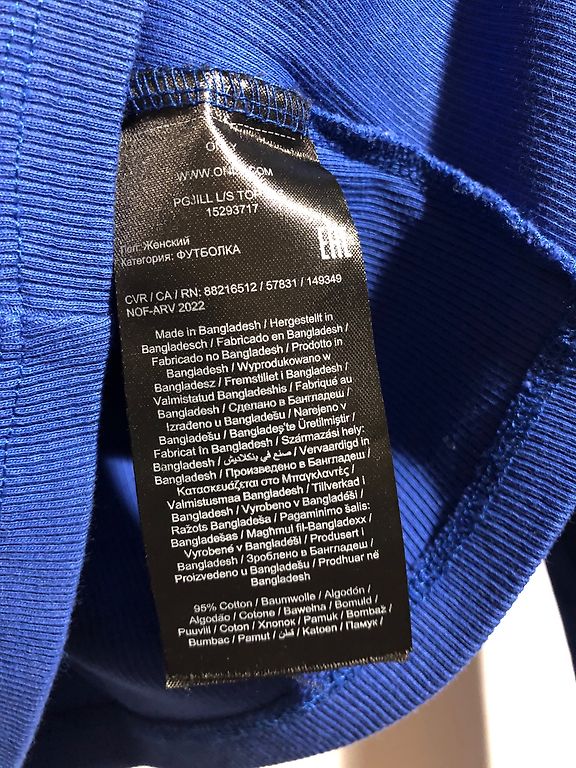 PGJILL L/S
15293717
Пол: Женский
Категория: ФУТБОЛКА
EAC
CVR / CA / RN: 88216512 / 57831 / 149349
NOF-ARV 2022
Made in Bangladesh / Hergestellt in
Bangladesch / Fabricado en Bangladesh /
Fabricado no Bangladesh / Prodotto in
Bangladesh / Wyprodukowano w
Bangladesz / Fremstillet i Bangladesh /
Valmistatud Bangladeshis / Fabriqué au
Bangladesh / Сделано в Бангладеш /
Izrađeno u Bangladešu / Narejeno v
Bangladešu / Bangladeş'te Üretilmiştir /
Fabricat în Bangladesh / Származási hely:
Bangladesh / صنع في بنكلاديش / Vervaardigd in
Bangladesh / Произведено в Бангладеш /
Κατασκευάζεται στο Μπαγκλαντές /
Valmistusmaa Bangladesh / Tillverkad i
Bangladesh / Vyrobeno v Bangladéši /
Ražots Bangladeša / Pagaminimo šalis:
Bangladešas / Magħmul fil-Bangladexx /
Vyrobené v Bangladéši / Produsert i
Bangladesh / Зроблено в Бангладеш /
Proizvedeno u Bangladešu / Prodhuar në
Bangladesh
95% Cotton / Baumwolle / Algodón /
Algodão / Cotone / Bawełna / Bomuld /
Puuvill / Coton / Хлопок / Pamuk / Bombaž /
Bumbac / Pamut / قطن / Katoen / Памук /